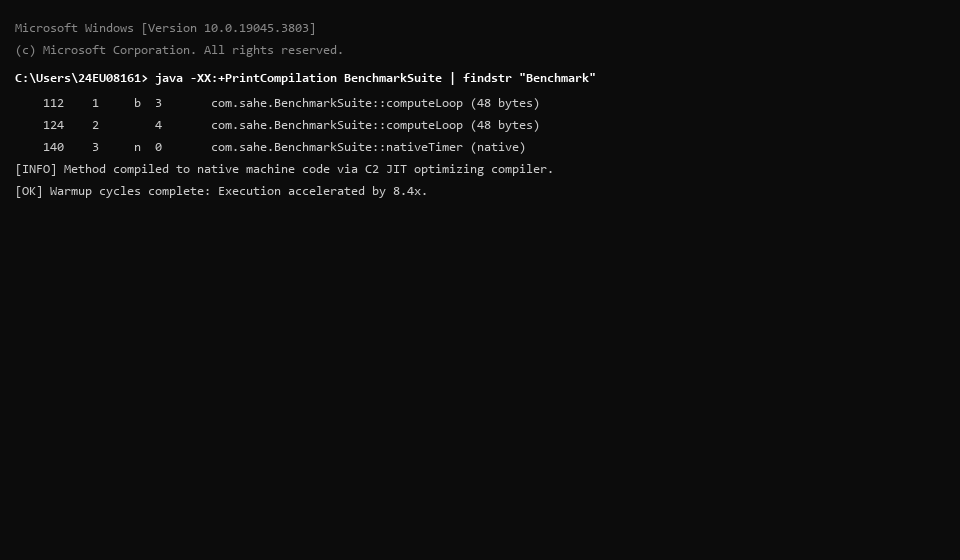 Microsoft Windows [Version 10.0.19045.3803]
(c) Microsoft Corporation. All rights reserved.
C:\Users\24EU08161> java -XX:+PrintCompilation BenchmarkSuite | findstr "Benchmark"
    112    1     b  3       com.sahe.BenchmarkSuite::computeLoop (48 bytes)
    124    2        4       com.sahe.BenchmarkSuite::computeLoop (48 bytes)
    140    3     n  0       com.sahe.BenchmarkSuite::nativeTimer (native)
[INFO] Method compiled to native machine code via C2 JIT optimizing compiler.
[OK] Warmup cycles complete: Execution accelerated by 8.4x.